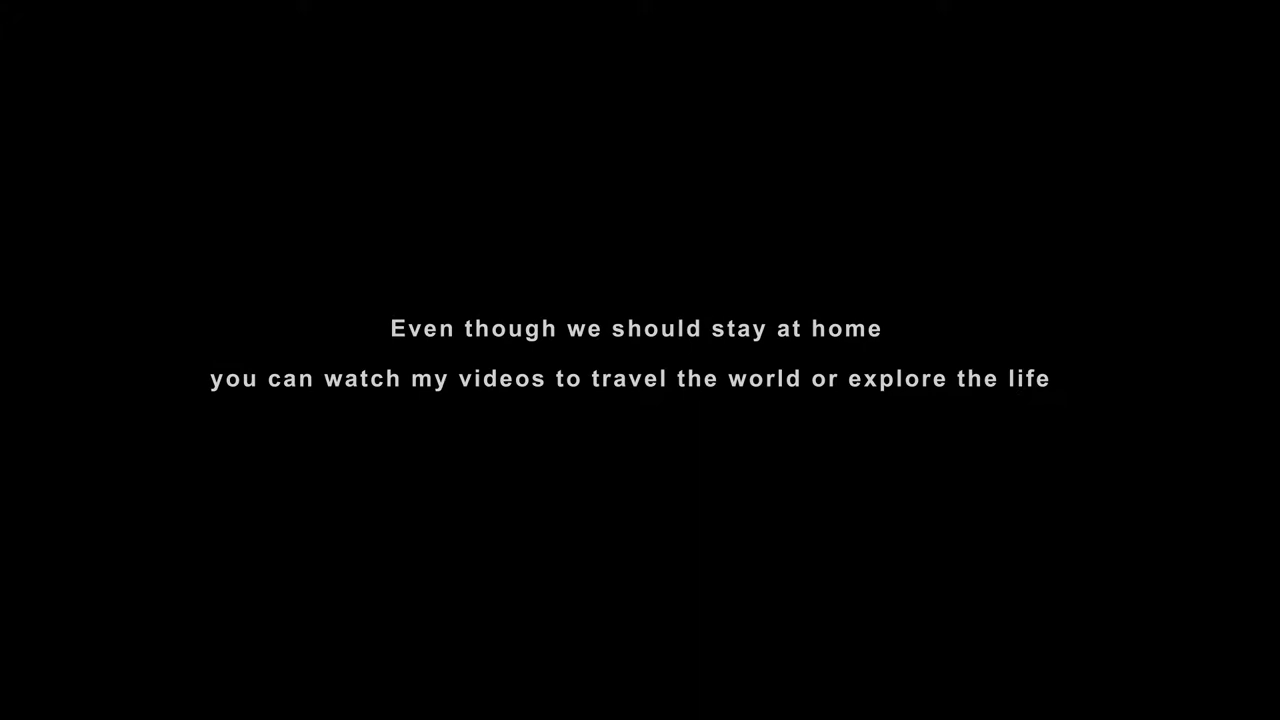 Even though we should stay at home
you can watch my videos to travel the world or explore the life